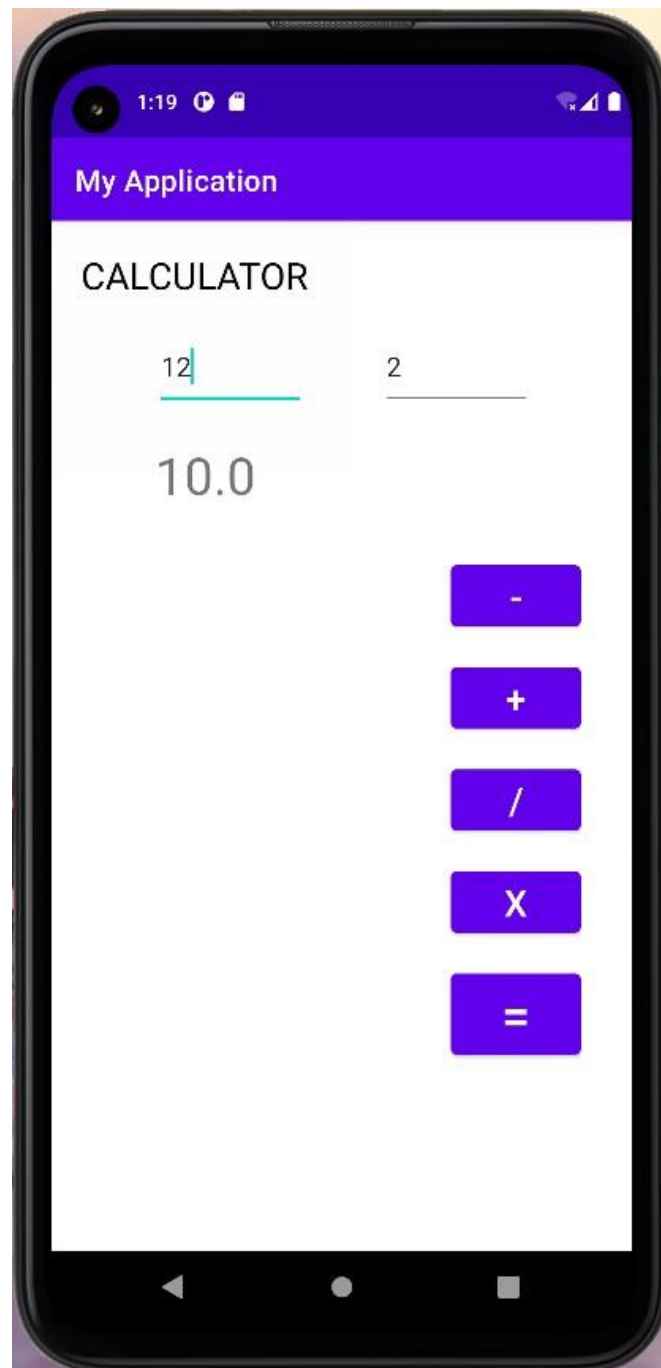 1:19
My Application
CALCULATOR
12 2
10.0
-
+
/
X
=